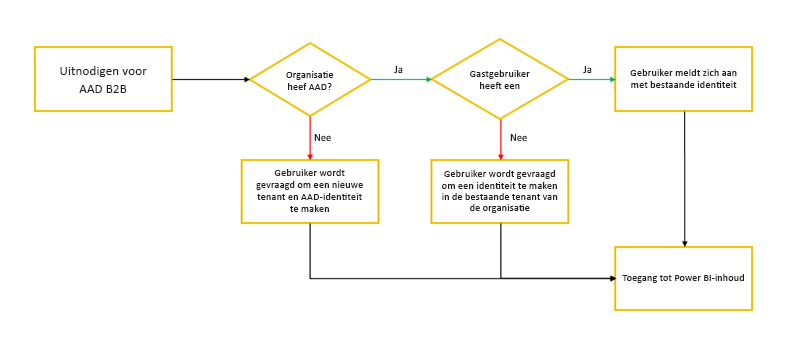 Uitnodigen voor
AAD B2B
Organisatie
heef AAD?
Ja
Gastgebruiker
heeft een
Ja
Gebruiker meldt zich aan
met bestaande identiteit
Nee
Nee
Gebruiker wordt
gevraagd om een nieuwe
tenant en AAD-identiteit
te maken
Gebruiker wordt gevraagd
om een identiteit te maken
in de bestaande tenant van
de organisatie
Toegang tot Power BI-inhoud